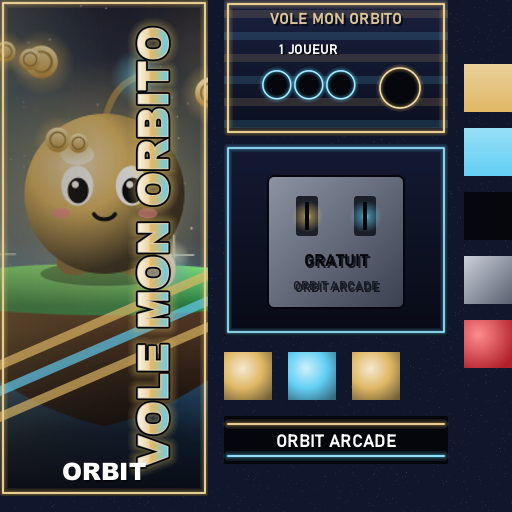 VOLE MON ORBITO
ORBIT
VOLE MON ORBITO
1 JOUEUR
GRATUIT
ORBIT ARCADE
ORBIT ARCADE